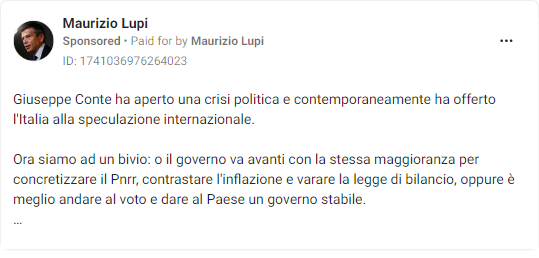 Maurizio Lupi
Sponsored • Paid for by Maurizio Lupi
ID: 1741036976264023
Giuseppe Conte ha aperto una crisi politica e contemporaneamente ha offerto
l'Italia alla speculazione internazionale.
Ora siamo ad un bivio: o il governo va avanti con la stessa maggioranza per
concretizzare il Pnrr, contrastare l'inflazione e varare la legge di bilancio, oppure è
meglio andare al voto e dare al Paese un governo stabile.
...